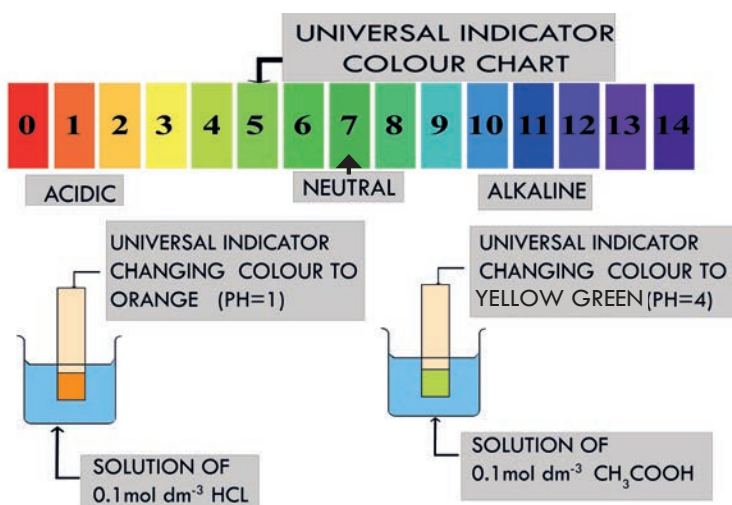 UNIVERSAL INDICATOR
COLOUR CHART
0 1 2 3 4 5 6 7 8 9 10 11 12 13 14
ACIDIC
NEUTRAL
ALKALINE
UNIVERSAL INDICATOR
CHANGING COLOUR TO
ORANGE (PH=1)
UNIVERSAL INDICATOR
CHANGING COLOUR TO
YELLOW GREEN (PH=4)
SOLUTION OF
0.1mol dm⁻³ HCL
SOLUTION OF
0.1mol dm⁻³ CH₃COOH